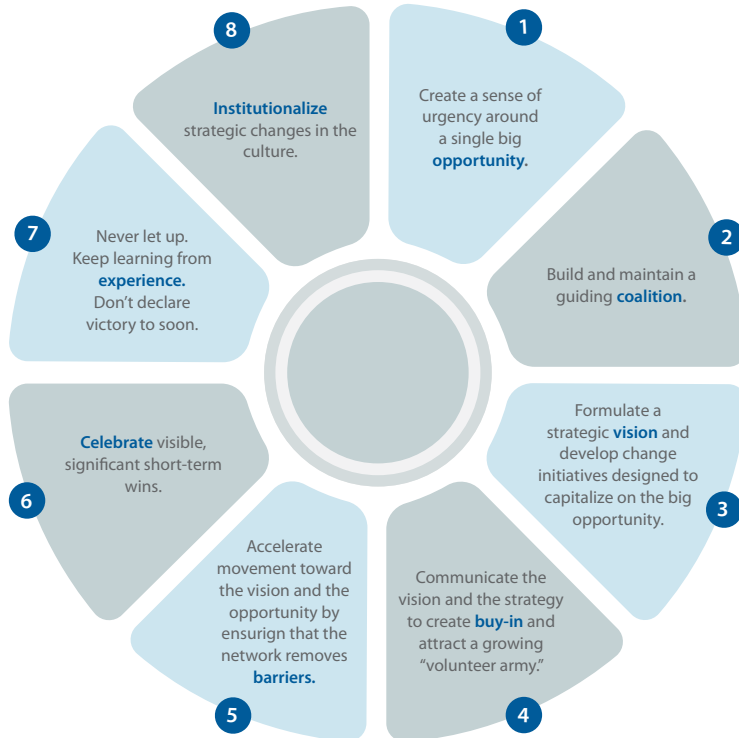 1
Create a sense of
urgency around
a single big
opportunity.
2
Build and maintain a
guiding coalition.
3
Formulate a
strategic vision and
develop change
initiatives designed to
capitalize on the big
opportunity.
4
Communicate the
vision and the strategy
to create buy-in and
attract a growing
“volunteer army.”
5
Accelerate
movement toward
the vision and the
opportunity by
ensurign that the
network removes
barriers.
6
Celebrate visible,
significant short-term
wins.
7
Never let up.
Keep learning from
experience.
Don’t declare
victory to soon.
8
Institutionalize
strategic changes in the
culture.